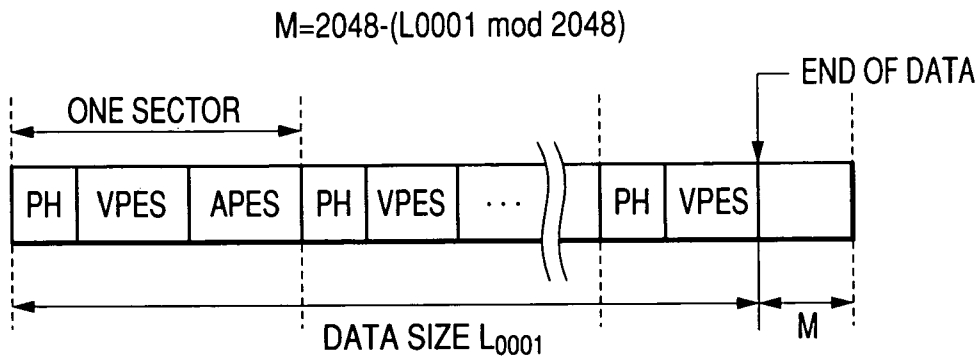 M=2048-(L0001 mod 2048)
END OF DATA
ONE SECTOR
PH VPES APES PH VPES ... PH VPES
DATA SIZE L0001
M